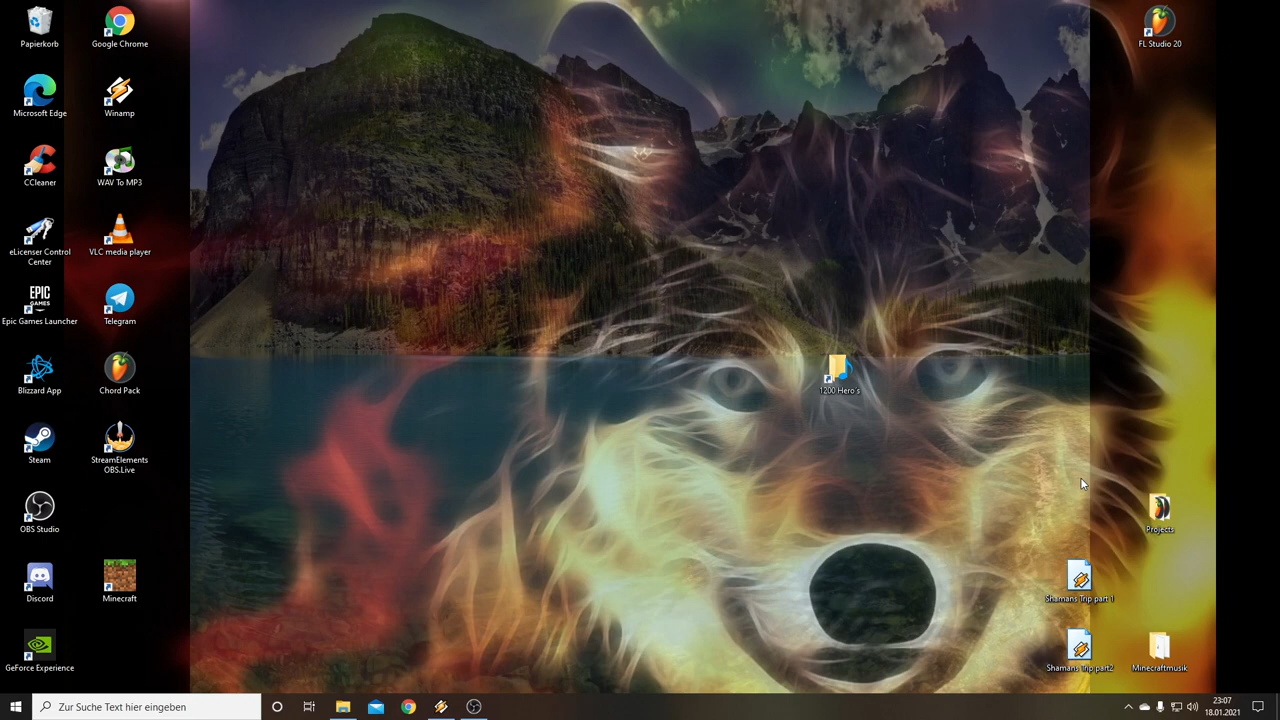 Papierkorb
Google Chrome
FL Studio 20
Microsoft Edge
Winamp
CCleaner
WAV To MP3
eLicenser Control
Center
VLC media player
EPIC
GAMES
Epic Games Launcher
Telegram
Blizzard App
Chord Pack
1200 Hero's
Steam
StreamElements
OBS.Live
OBS Studio
Projects
Discord
Minecraft
Shamans Trip part 1
GeForce Experience
Shamans Trip part2
Minecraftmusik
Zur Suche Text hier eingeben
23:07
18.01.2021